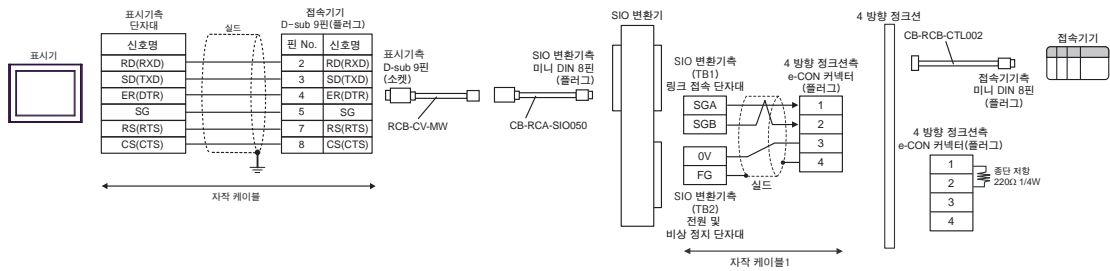 표시기
표시기측
단자대
신호명
RD(RXD)
SD(TXD)
ER(DTR)
SG
RS(RTS)
CS(CTS)
실드
접속기기
D-sub 9핀(플러그)
핀 No. 신호명
2 RD(RXD)
3 SD(TXD)
4 ER(DTR)
5 SG
7 RS(RTS)
8 CS(CTS)
자작 케이블
표시기측
D-sub 9핀
(소켓)
RCB-CV-MW
SIO 변환기측
미니 DIN 8핀
(플러그)
CB-RCA-SIO050
SIO 변환기
SIO 변환기측
(TB1)
링크 접속 단자대
SGA
SGB
0V
FG
SIO 변환기측
(TB2)
전원 및
비상 정지 단자대
실드
4 방향 정크션측
e-CON 커넥터
(플러그)
1
2
3
4
자작 케이블1
4 방향 정크션
CB-RCB-CTL002
접속기기측
미니 DIN 8핀
(플러그)
접속기기
4 방향 정크션측
e-CON 커넥터(플러그)
1
2
3
4
종단 저항
220Ω 1/4W